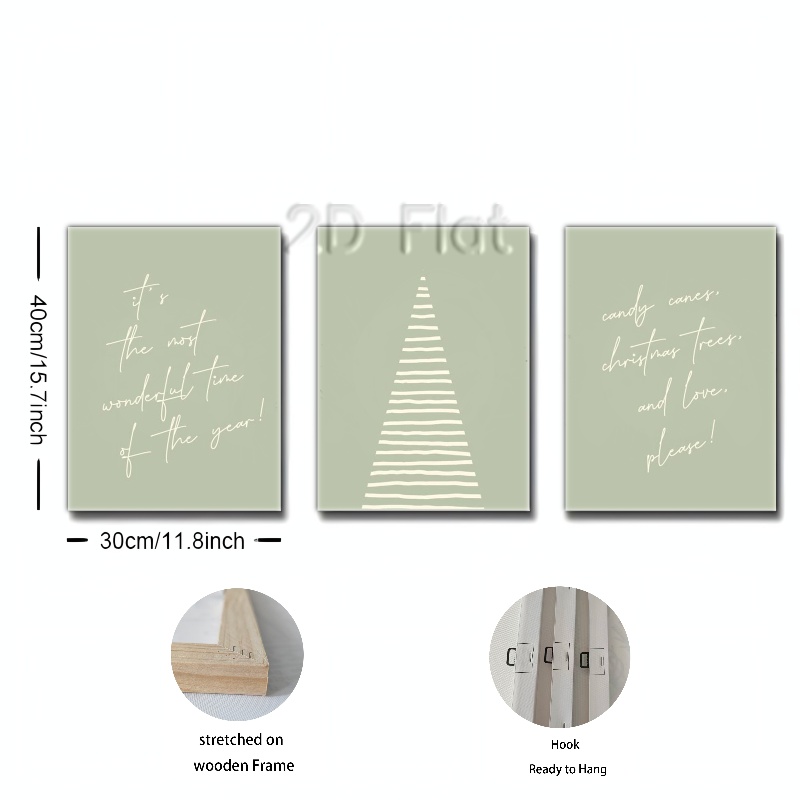 2D Flat
40cm/15.7inch
it's
the most
wonderful time
of the year!
candy canes,
christmas trees,
and love,
please!
30cm/11.8inch
stretched on
wooden Frame
Hook
Ready to Hang